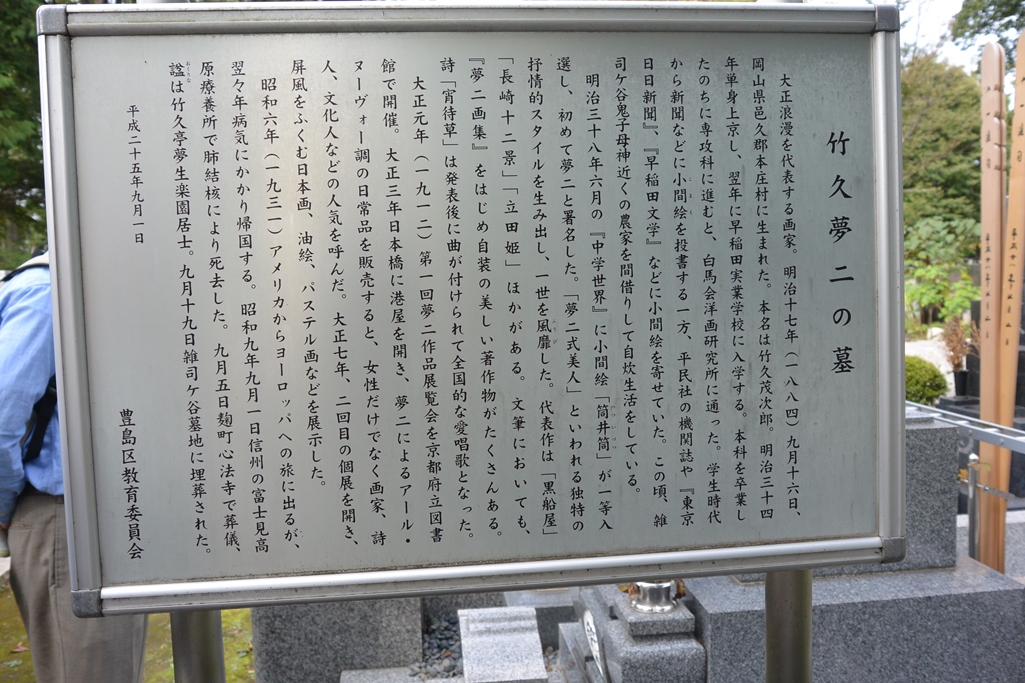 竹久夢二の墓
大正浪漫を代表する画家。明治十七年（一八八四）九月十六日、
岡山県邑久郡本庄村に生まれた。本名は竹久茂次郎。明治三十四
年単身上京し、翌年に早稲田実業学校に入学する。本科を卒業し
たのちに専攻科に進むと、白馬会洋画研究所に通った。学生時代
から新聞などに小間絵を投書する一方、平民社の機関誌や『東京
日日新聞』、『早稲田文学』などに小間絵を寄せていた。この頃、雑
司ケ谷鬼子母神近くの農家を間借りして自炊生活をしている。
明治三十八年六月の『中学世界』に小間絵「筒井筒」が一等入
選し、初めて夢二と署名した。「夢二式美人」といわれる独特の
抒情的スタイルを生み出し、一世を風靡した。代表作は「黒船屋」
「長崎十二景」「立田姫」ほかがある。文筆においても、
『夢二画集』をはじめ自装の美しい著作物がたくさんある。
詩「宵待草」は発表後に曲が付けられて全国的な愛唱歌となった。
大正元年（一九一二）第一回夢二作品展覧会を京都府立図書
館で開催。大正三年日本橋に港屋を開き、夢二によるアール・
ヌーヴォー調の日常品を販売すると、女性だけでなく画家、詩
人、文化人などの人気を呼んだ。大正七年、二回目の個展を開き、
屏風をふくむ日本画、油絵、パステル画などを展示した。
昭和六年（一九三一）アメリカからヨーロッパへの旅に出るが、
翌々年病気にかかり帰国する。昭和九年九月一日信州の富士見高
原療養所で肺結核により死去した。九月五日麹町心法寺で葬儀、
諡は竹久亭夢生楽園居士。九月十九日雑司ケ谷墓地に埋葬された。
平成二十五年九月一日
豊島区教育委員会